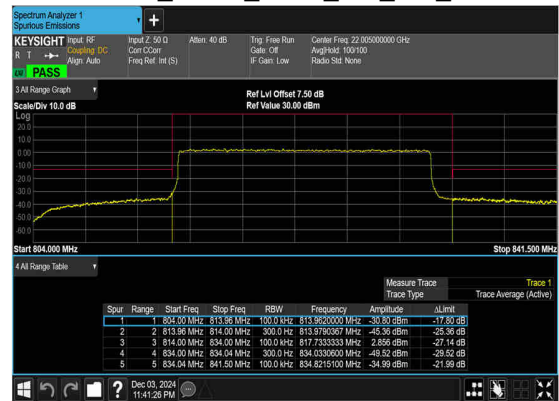 Spectrum Analyzer 1
Spurious Emissions
+
KEYSIGHT Input: RF Input Z: 50 Ω Atten: 40 dB Trig: Free Run Center Freq: 22.005000000 GHz
R T Coupling: DC Corr CCorr Gate: Off Avg|Hold: 100/100
Align: Auto Freq Ref: Int (S) IF Gain: Low Radio Std: None
PASS
3 All Range Graph
Ref Lvl Offset 7.50 dB
Scale/Div 10.0 dB Ref Value 30.00 dBm
Log
20.0
10.0
0.00
-10.0
-20.0
-30.0
-40.0
-50.0
-60.0
Start 804.000 MHz Stop 841.500 MHz
4 All Range Table
Measure Trace Trace 1
Trace Type Trace Average (Active)
Spur Range Start Freq Stop Freq RBW Frequency Amplitude ΔLimit
1 1 804.00 MHz 813.96 MHz 100.0 kHz 813.9620000 MHz -30.80 dBm -17.80 dB
2 2 813.96 MHz 814.00 MHz 300.0 Hz 813.9790367 MHz -45.36 dBm -25.36 dB
3 3 814.00 MHz 834.00 MHz 100.0 kHz 817.7333333 MHz 2.856 dBm -27.14 dB
4 4 834.00 MHz 834.04 MHz 300.0 Hz 834.0330600 MHz -49.52 dBm -29.52 dB
5 5 834.04 MHz 841.50 MHz 100.0 kHz 834.8215100 MHz -34.99 dBm -21.99 dB
? Dec 03, 2024
11:41:26 PM